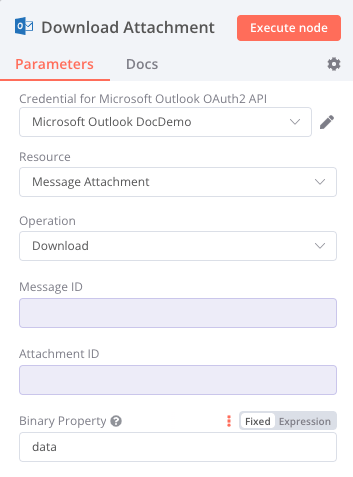 Download Attachment
Execute node
Parameters
Docs
Credential for Microsoft Outlook OAuth2 API
Microsoft Outlook DocDemo
Resource
Message Attachment
Operation
Download
Message ID
Attachment ID
Binary Property ? Fixed Expression
data